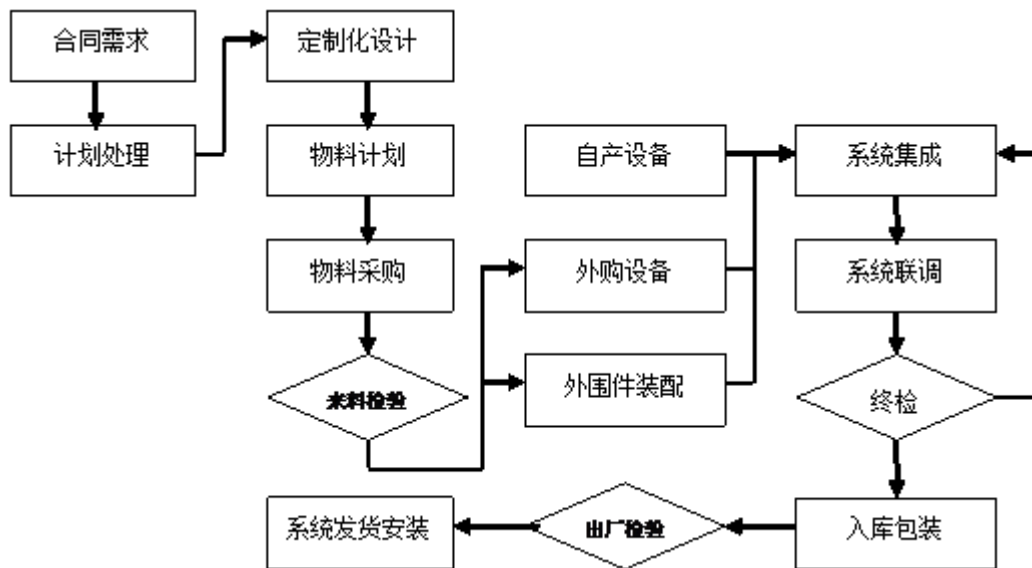 合同需求
定制化设计
计划处理
物料计划
自产设备
系统集成
物料采购
外购设备
系统联调
来料检验
外围件装配
终检
系统发货安装
出厂检验
入库包装